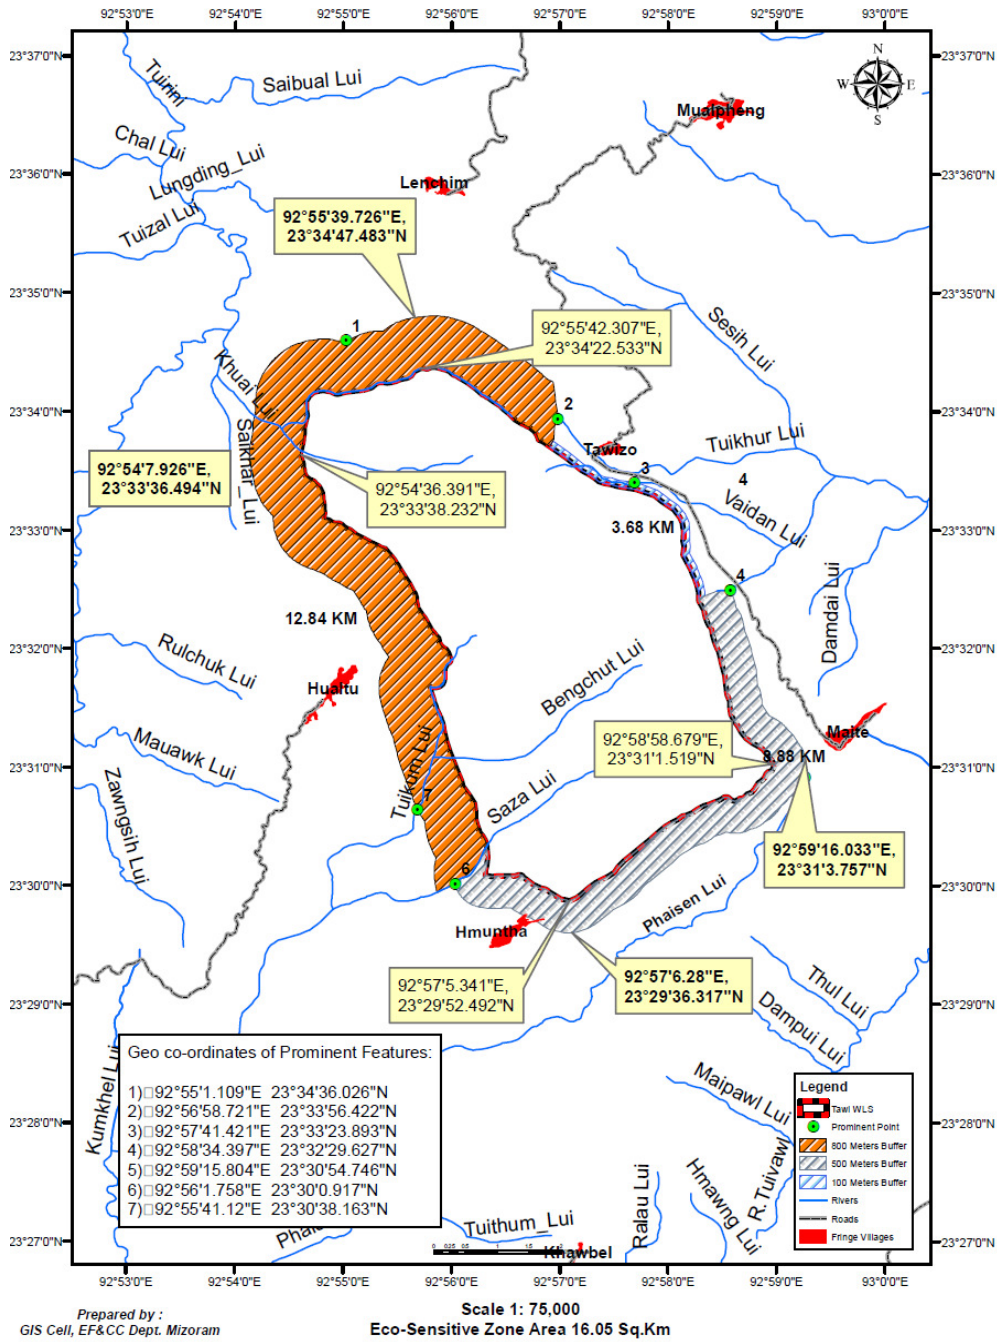 92°53'0"E 92°54'0"E 92°55'0"E 92°56'0"E 92°57'0"E 92°58'0"E 92°59'0"E 93°0'0"E
23°37'0"N 23°37'0"N
N
W E
S
Tuirini
Saibual Lui
Mualpheng
Chal Lui
Lungding_Lui
23°36'0"N 23°36'0"N
Lenchim
Tuizal Lui
92°55'39.726"E,
23°34'47.483"N
23°35'0"N 23°35'0"N
Sesih Lui
1
92°55'42.307"E,
23°34'22.533"N
Khuai Lui
2
23°34'0"N 23°34'0"N
Saikhar_Lui
Tawizo
Tuikhur Lui
92°54'7.926"E,
23°33'36.494"N
92°54'36.391"E,
23°33'38.232"N
3
4
Vaidan Lui
3.68 KM
23°33'0"N 23°33'0"N
4
Damdai Lui
12.84 KM
23°32'0"N 23°32'0"N
Rulchuk Lui
Hualtu
Bengchut Lui
Mauawk Lui
Tuikum Lui
92°58'58.679"E,
23°31'1.519"N
Maite
8.88 KM
23°31'0"N 23°31'0"N
Zawngsih Lui
7
Saza Lui
92°59'16.033"E,
23°31'3.757"N
6
23°30'0"N 23°30'0"N
Hmuntha
Phaisen Lui
92°57'5.341"E,
23°29'52.492"N
92°57'6.28"E,
23°29'36.317"N
Thul Lui
23°29'0"N 23°29'0"N
Dampui Lui
Kumkhel Lui
Geo co-ordinates of Prominent Features:
1)□92°55'1.109"E 23°34'36.026"N
2)□92°56'58.721"E 23°33'56.422"N
3)□92°57'41.421"E 23°33'23.893"N
4)□92°58'34.397"E 23°32'29.627"N
5)□92°59'15.804"E 23°30'54.746"N
6)□92°56'1.758"E 23°30'0.917"N
7)□92°55'41.12"E 23°30'38.163"N
Maipawl Lui
23°28'0"N 23°28'0"N
Legend
Tawi WLS
Prominent Point
800 Meters Buffer
500 Meters Buffer
100 Meters Buffer
Rivers
Roads
Fringe Villages
R.Tuivawl
Hmawng Lui
Ralau Lui
Tuithum_Lui
Khawbel
23°27'0"N 23°27'0"N
92°53'0"E 92°54'0"E 92°55'0"E 92°56'0"E 92°57'0"E 92°58'0"E 92°59'0"E 93°0'0"E
Prepared by :
GIS Cell, EF&CC Dept. Mizoram
Scale 1: 75,000
Eco-Sensitive Zone Area 16.05 Sq.Km